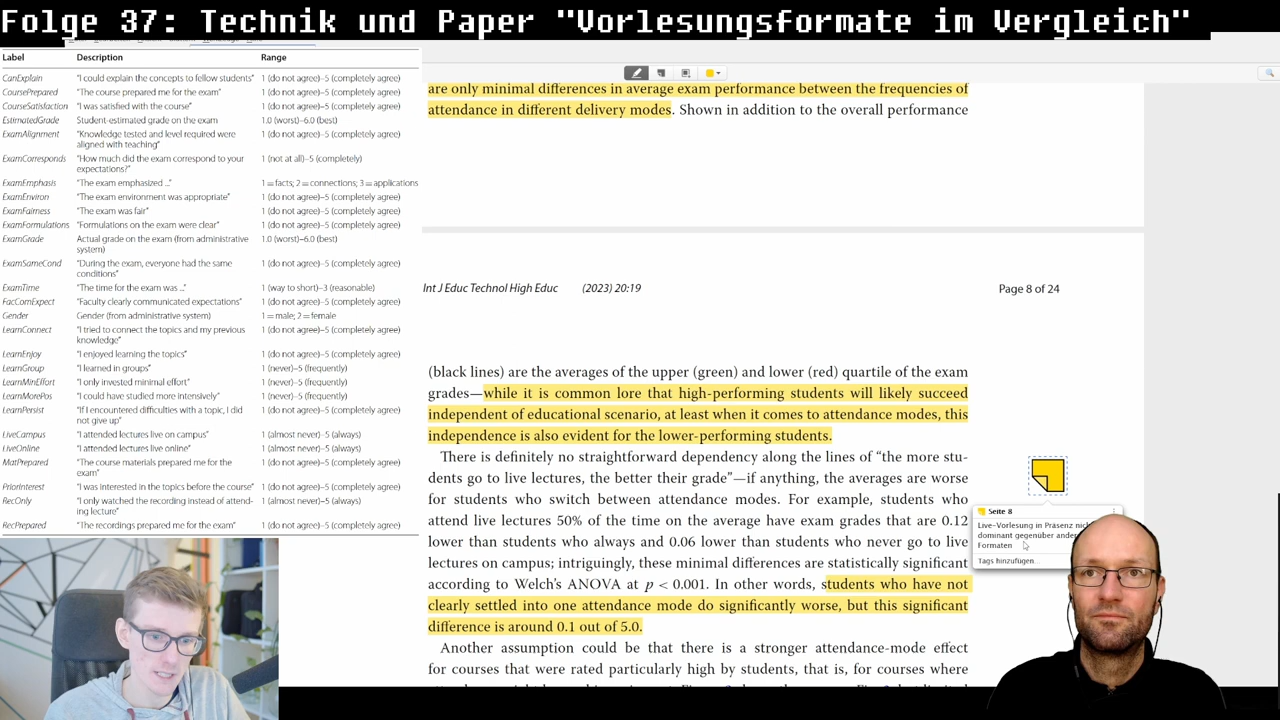 Folge 37: Technik und Paper "Vorlesungsformate im Vergleich"
Label Description Range
CanExplain "I could explain the concepts to fellow students" 1 (do not agree)–5 (completely agree)
CoursePrepared "The course prepared me for the exam" 1 (do not agree)–5 (completely agree)
CourseSatisfaction "I was satisfied with the course" 1 (do not agree)–5 (completely agree)
EstimatedGrade Student-estimated grade on the exam 1.0 (worst)–6.0 (best)
ExamAlignment "Knowledge tested and level required were 1 (do not agree)–5 (completely agree)
aligned with teaching"
ExamCorresponds "How much did the exam correspond to your 1 (not at all)–5 (completely)
expectations?"
ExamEmphasis "The exam emphasized ..." 1 = facts; 2 = connections; 3 = applications
ExamEnviron "The exam environment was appropriate" 1 (do not agree)–5 (completely agree)
ExamFairness "The exam was fair" 1 (do not agree)–5 (completely agree)
ExamFormulations "Formulations on the exam were clear" 1 (do not agree)–5 (completely agree)
ExamGrade Actual grade on the exam (from administrative 1.0 (worst)–6.0 (best)
system)
ExamSameCond "During the exam, everyone had the same 1 (do not agree)–5 (completely agree)
conditions"
ExamTime "The time for the exam was ..." 1 (way to short)–3 (reasonable)
FacComExpect "Faculty clearly communicated expectations" 1 (do not agree)–5 (completely agree)
Gender Gender (from administrative system) 1 = male; 2 = female
LearnConnect "I tried to connect the topics and my previous 1 (do not agree)–5 (completely agree)
knowledge"
LearnEnjoy "I enjoyed learning the topics" 1 (do not agree)–5 (completely agree)
LearnGroup "I learned in groups" 1 (never)–5 (frequently)
LearnMinEffort "I only invested minimal effort" 1 (never)–5 (frequently)
LearnMorePos "I could have studied more intensively" 1 (never)–5 (frequently)
LearnPersist "If I encountered difficulties with a topic, I did 1 (do not agree)–5 (completely agree)
not give up"
LiveCampus "I attended lectures live on campus" 1 (almost never)–5 (always)
LiveOnline "I attended lectures live online" 1 (almost never)–5 (always)
MatPrepared "The course materials prepared me for the 1 (do not agree)–5 (completely agree)
exam"
PriorInterest "I was interested in the topics before the course" 1 (do not agree)–5 (completely agree)
RecOnly "I only watched the recording instead of attend- 1 (almost never)–5 (always)
ing lecture"
RecPrepared "The recordings prepared me for the exam" 1 (do not agree)–5 (completely agree)
are only minimal differences in average exam performance between the frequencies of
attendance in different delivery modes. Shown in addition to the overall performance
Int J Educ Technol High Educ (2023) 20:19 Page 8 of 24
(black lines) are the averages of the upper (green) and lower (red) quartile of the exam
grades—while it is common lore that high-performing students will likely succeed
independent of educational scenario, at least when it comes to attendance modes, this
independence is also evident for the lower-performing students.
There is definitely no straightforward dependency along the lines of "the more stu-
dents go to live lectures, the better their grade"—if anything, the averages are worse
for students who switch between attendance modes. For example, students who
attend live lectures 50% of the time on the average have exam grades that are 0.12
lower than students who always and 0.06 lower than students who never go to live
lectures on campus; intriguingly, these minimal differences are statistically significant
according to Welch's ANOVA at p < 0.001. In other words, students who have not
clearly settled into one attendance mode do significantly worse, but this significant
difference is around 0.1 out of 5.0.
Another assumption could be that there is a stronger attendance-mode effect
for courses that were rated particularly high by students, that is, for courses where
Seite 8
Live-Vorlesung in Präsenz
dominant gegenüber
Formaten
Tags hinzufügen...